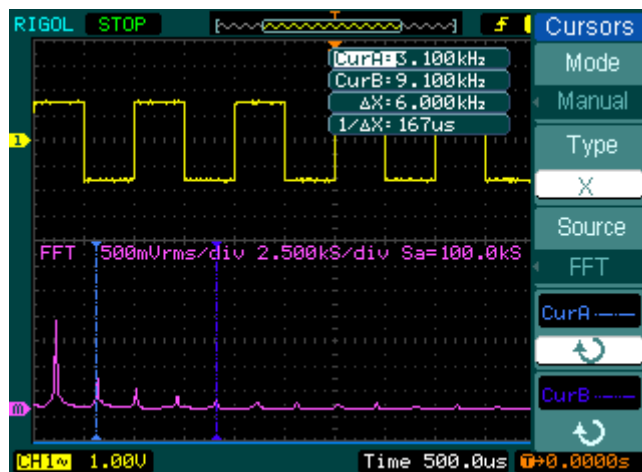 RIGOL STOP
T
Cursors
CurA= 3.100kHz
CurB= 9.100kHz
ΔX= 6.000kHz
1/ΔX= 167us
Mode
Manual
1
Type
X
Source
FFT
FFT 500mVrms/div 2.500kS/div Sa=100.0kS
CurA
CurB
m
CH1~ 1.00V Time 500.0us T→0.0000s